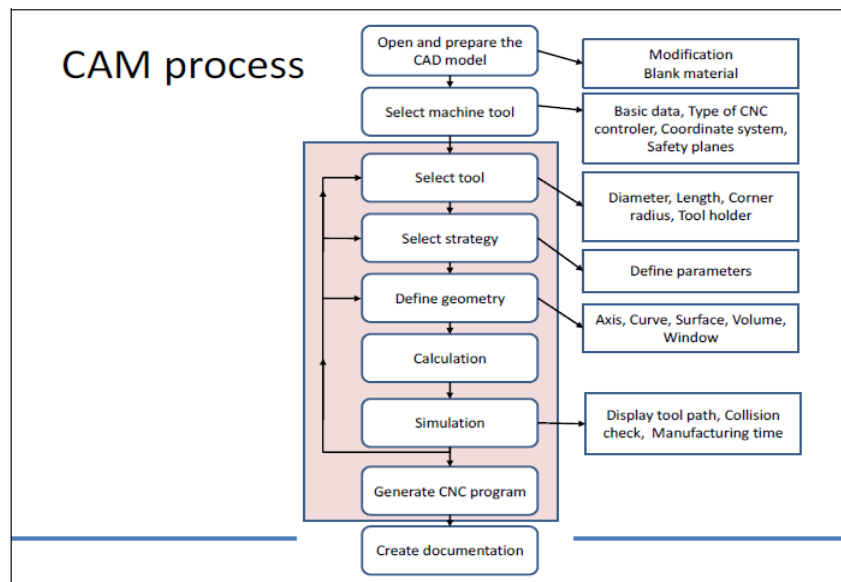 CAM process
Open and prepare the
CAD model
Modification
Blank material
Select machine tool
Basic data, Type of CNC
controler, Coordinate system,
Safety planes
Select tool
Diameter, Length, Corner
radius, Tool holder
Select strategy
Define parameters
Define geometry
Axis, Curve, Surface, Volume,
Window
Calculation
Simulation
Display tool path, Collision
check, Manufacturing time
Generate CNC program
Create documentation